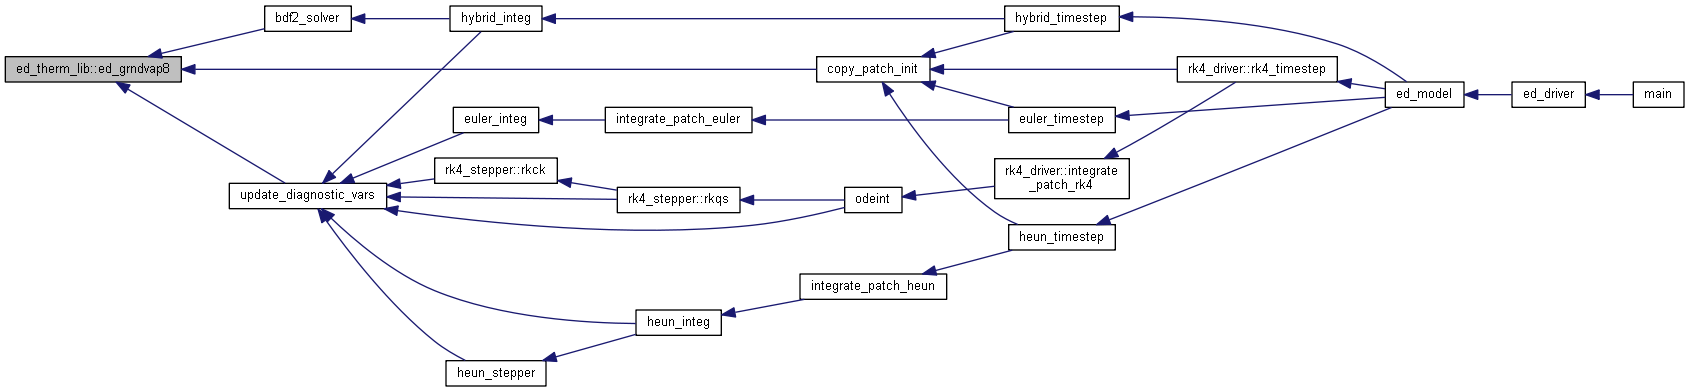 bdf2_solver
hybrid_integ
hybrid_timestep
ed_therm_lib::ed_grndvap8
copy_patch_init
rk4_driver::rk4_timestep
ed_model
ed_driver
main
euler_integ
integrate_patch_euler
euler_timestep
rk4_stepper::rkck
rk4_driver::integrate
_patch_rk4
update_diagnostic_vars
rk4_stepper::rkqs
odeint
heun_timestep
integrate_patch_heun
heun_integ
heun_stepper